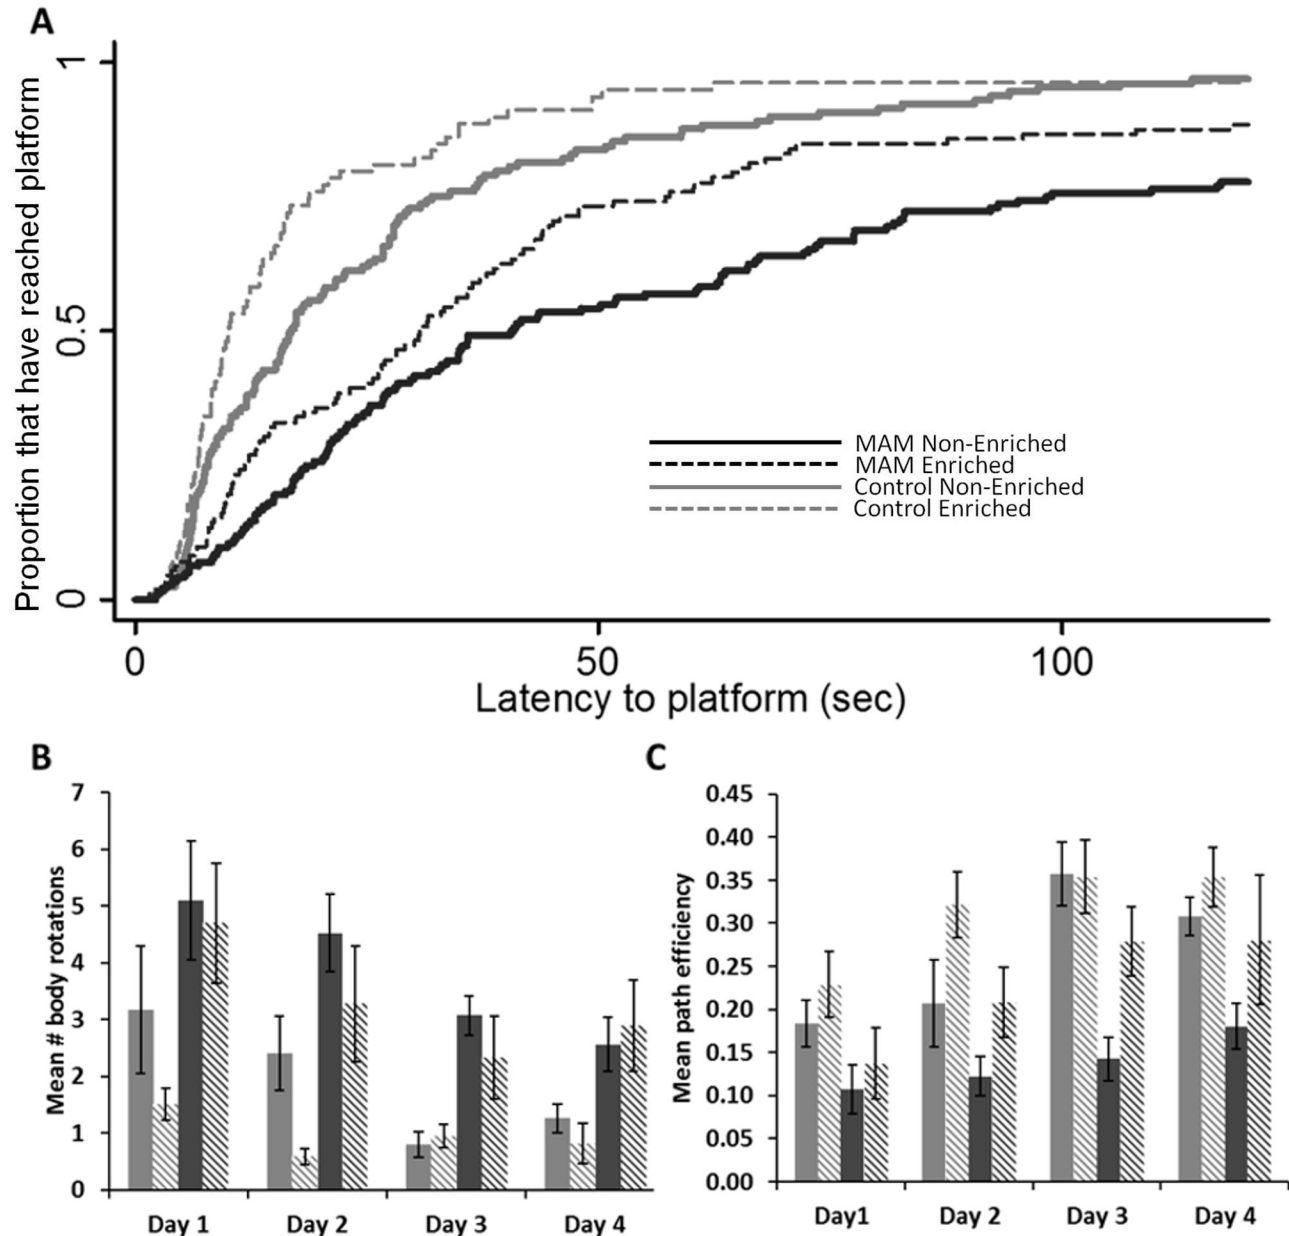 A
Proportion that have reached platform
1
0.5
0
MAM Non-Enriched
MAM Enriched
Control Non-Enriched
Control Enriched
0 50 100
Latency to platform (sec)
B
Mean # body rotations
7
6
5
4
3
2
1
0
Day 1 Day 2 Day 3 Day 4
C
Mean path efficiency
0.45
0.40
0.35
0.30
0.25
0.20
0.15
0.10
0.05
0.00
Day1 Day 2 Day 3 Day 4